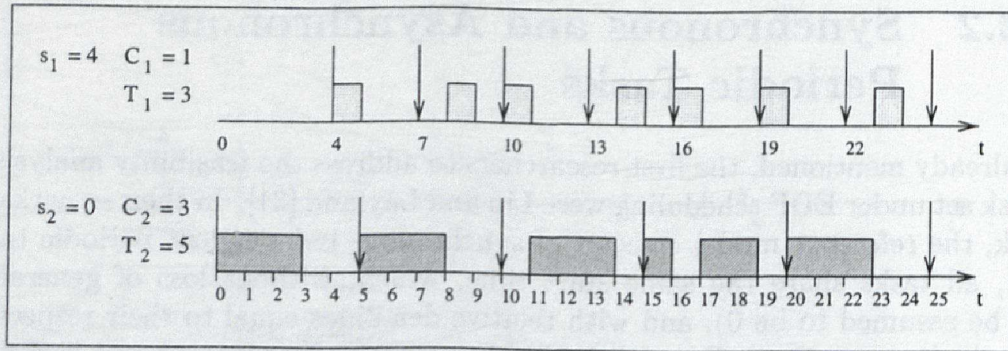 s1 = 4 C1 = 1
T1 = 3
0 4 7 10 13 16 19 22 t
s2 = 0 C2 = 3
T2 = 5
0 1 2 3 4 5 6 7 8 9 10 11 12 13 14 15 16 17 18 19 20 21 22 23 24 25 t